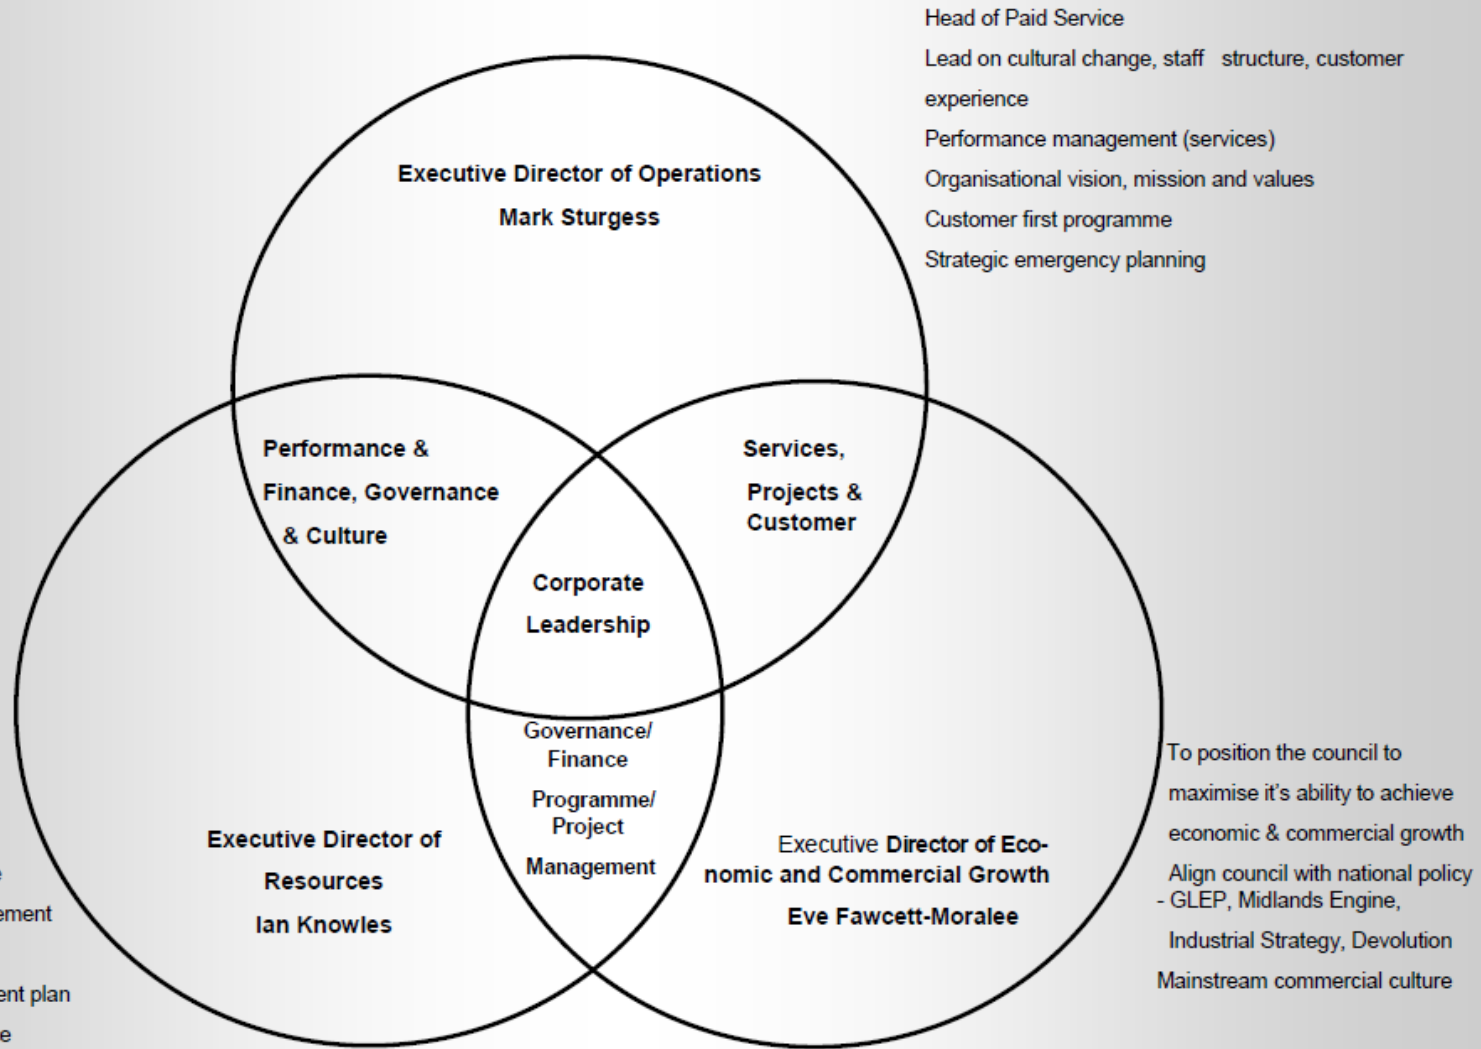 Head of Paid Service
Lead on cultural change, staff structure, customer
experience
Performance management (services)
Organisational vision, mission and values
Customer first programme
Strategic emergency planning
Executive Director of Operations
Mark Sturgess
Performance &
Finance, Governance
& Culture
Services,
Projects &
Customer
Corporate
Leadership
Governance/
Finance
Programme/
Project
Management
Executive Director of
Resources
Ian Knowles
Executive Director of Eco-
nomic and Commercial Growth
Eve Fawcett-Moralee
To position the council to
maximise it's ability to achieve
economic & commercial growth
Align council with national policy
- GLEP, Midlands Engine,
Industrial Strategy, Devolution
Mainstream commercial culture
plan